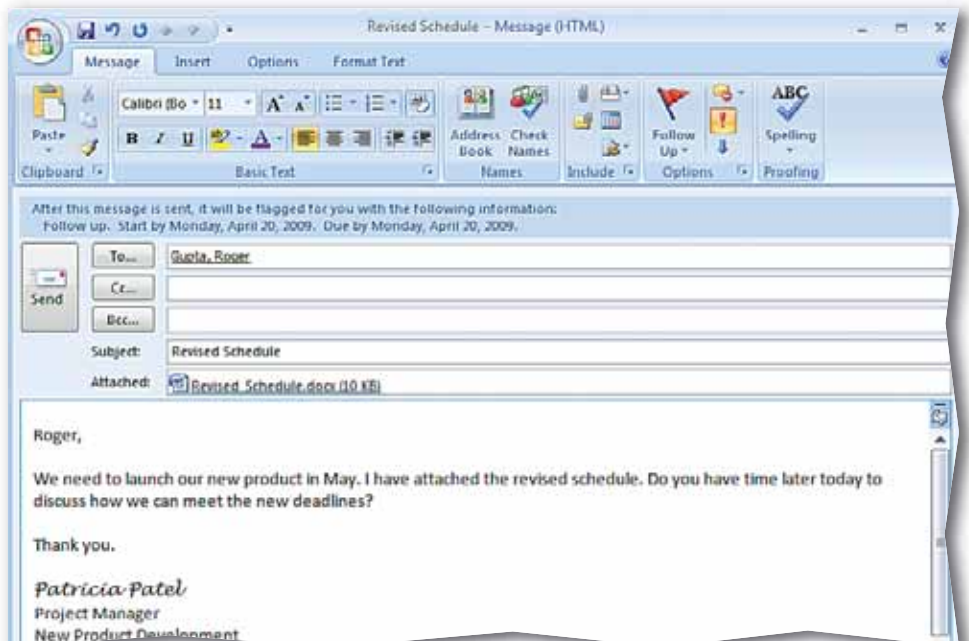 Revised Schedule - Message (HTML)
Message Insert Options Format Text
Calibri (Bo 11 A A
Paste B I U A Address Book Check Names Follow Up ABC Spelling
Clipboard Basic Text Names Include Options Proofing
After this message is sent, it will be flagged for you with the following information:
Follow up. Start by Monday, April 20, 2009. Due by Monday, April 20, 2009.
Send
To... Gupta, Roger
Cc...
Bcc...
Subject: Revised Schedule
Attached: Revised_Schedule.docx (10 KB)
Roger,
We need to launch our new product in May. I have attached the revised schedule. Do you have time later today to
discuss how we can meet the new deadlines?
Thank you.
Patricia Patel
Project Manager
New Product Development